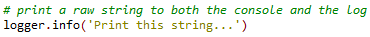 # print a raw string to both the console and the log
logger.info('Print this string...')